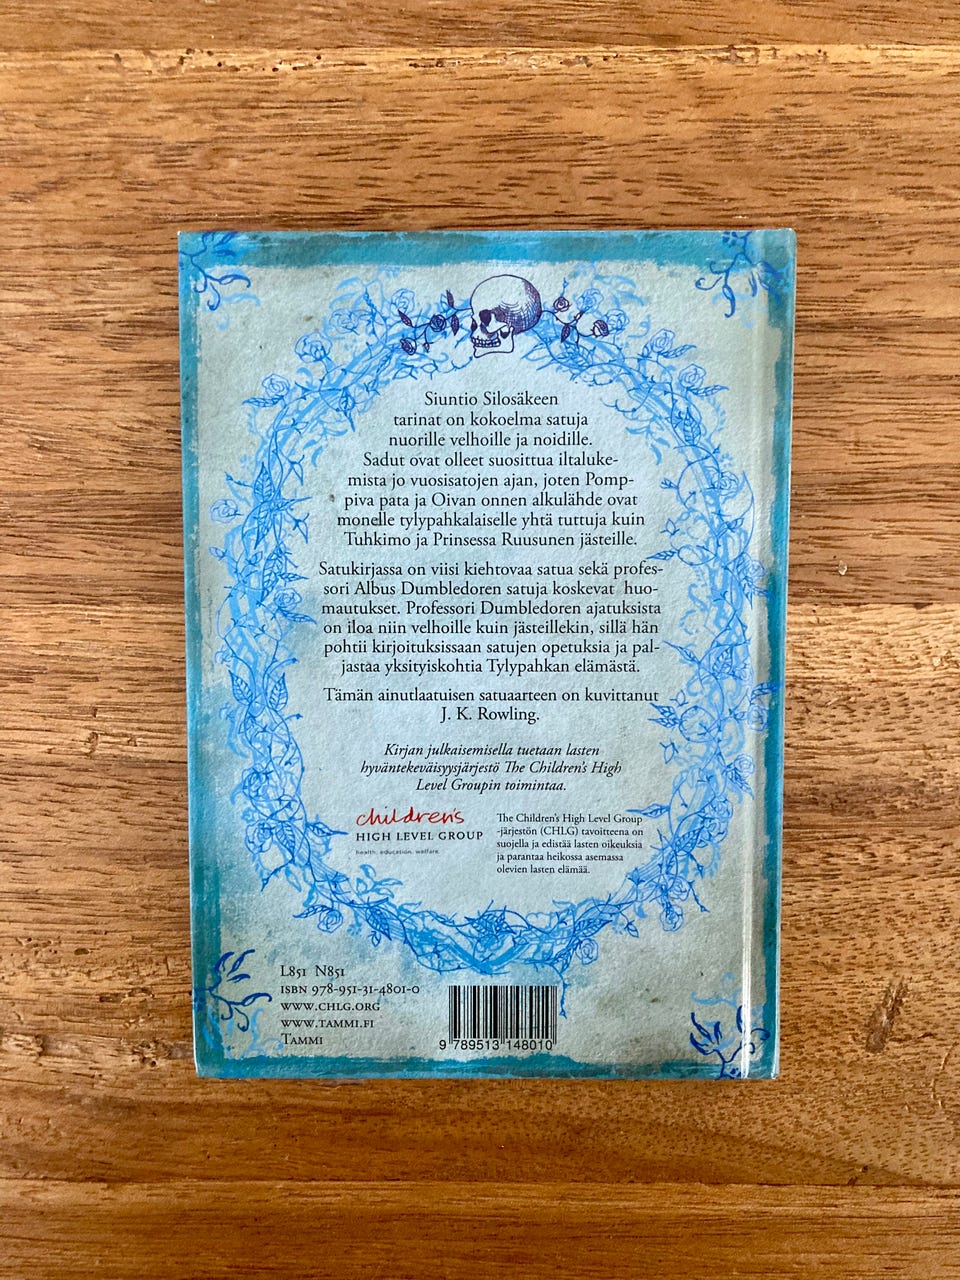 Siuntio Silosäkeen
tarinat on kokoelma satuja
nuorille velhoille ja noidille.
Sadut ovat olleet suosittua iltaluke-
mista jo vuosisatojen ajan, joten Pomp-
piva pata ja Oivan onnen alkulähde ovat
monelle tylypahkalaiselle yhtä tuttuja kuin
Tuhkimo ja Prinsessa Ruusunen jästeille.
Satukirjassa on viisi kiehtovaa satua sekä profes-
sori Albus Dumbledoren satuja koskevat huo-
mautukset. Professori Dumbledoren ajatuksista
on iloa niin velhoille kuin jästeillekin, sillä hän
pohtii kirjoituksissaan satujen opetuksia ja pal-
jastaa yksityiskohtia Tylypahkan elämästä.
Tämän ainutlaatuisen satuaarteen on kuvittanut
J. K. Rowling.
Kirjan julkaisemisella tuetaan lasten
hyväntekeväisyysjärjestö The Children's High
Level Groupin toimintaa.
children's
HIGH LEVEL GROUP
health. education. welfare.
The Children's High Level Group
-järjestön (CHLG) tavoitteena on
suojella ja edistää lasten oikeuksia
ja parantaa heikossa asemassa
olevien lasten elämää.
L851 N851
ISBN 978-951-31-4801-0
WWW.CHLG.ORG
WWW.TAMMI.FI
TAMMI
9 789513 148010